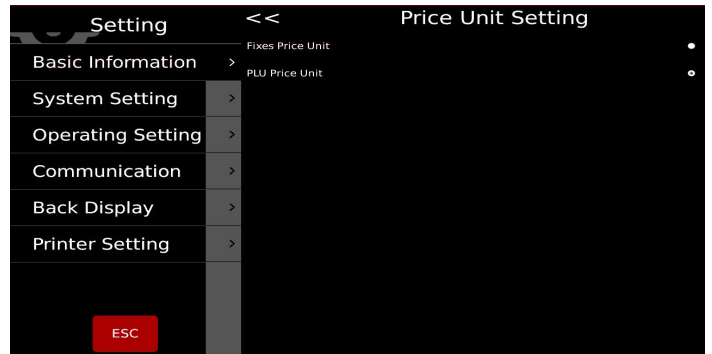 Setting
Basic Information >
System Setting >
Operating Setting >
Communication >
Back Display >
Printer Setting >
ESC
<< Price Unit Setting
Fixes Price Unit
PLU Price Unit